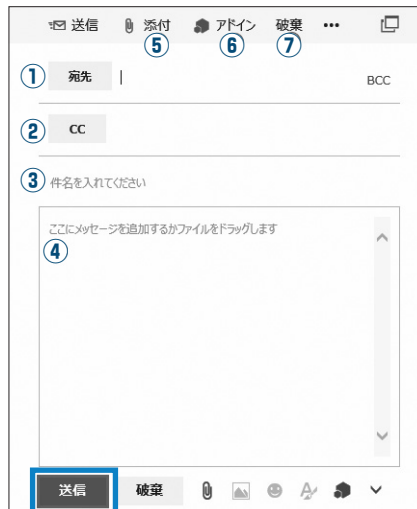 送信 添付 アドイン 破棄 •••
⑤ ⑥ ⑦
① 宛先 BCC
② CC
③ 件名を入れてください
ここにメッセージを追加するかファイルをドラッグします
④
送信 破棄